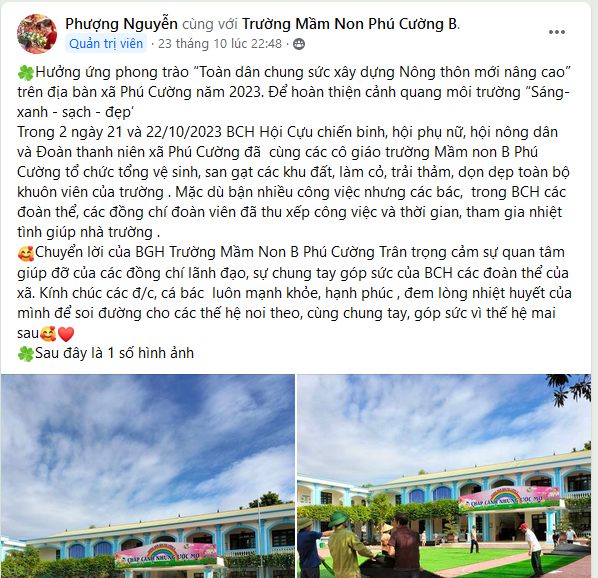 Phượng Nguyễn cùng với Trường Mầm Non Phú Cường B.
Quản trị viên · 23 tháng 10 lúc 22:48 ·
Hưởng ứng phong trào “Toàn dân chung sức xây dựng Nông thôn mới nâng cao”
trên địa bàn xã Phú Cường năm 2023. Để hoàn thiện cảnh quang môi trường “Sáng-
xanh - sạch - đẹp‘
Trong 2 ngày 21 và 22/10/2023 BCH Hội Cựu chiến binh, hội phụ nữ, hội nông dân
và Đoàn thanh niên xã Phú Cường đã  cùng các cô giáo trường Mầm non B Phú
Cường tổ chức tổng vệ sinh, san gạt các khu đất, làm cỏ, trải thảm, dọn dẹp toàn bộ
khuôn viên của trường . Mặc dù bận nhiều công việc nhưng các bác,  trong BCH các
đoàn thể, các đồng chí đoàn viên đã thu xếp công việc và thời gian, tham gia nhiệt
tình giúp nhà trường .
Chuyển lời của BGH Trường Mầm Non B Phú Cường Trân trọng cảm sự quan tâm
giúp đỡ của các đồng chí lãnh đạo, sự chung tay góp sức của BCH các đoàn thể của
xã. Kính chúc các đ/c, cá bác  luôn mạnh khỏe, hạnh phúc , đem lòng nhiệt huyết của
mình để soi đường cho các thế hệ noi theo, cùng chung tay, góp sức vì thế hệ mai
sau
Sau đây là 1 số hình ảnh
CHẮP CÁNH NHỮNG ƯỚC MƠ
CHẮP CÁNH NHỮNG ƯỚC MƠ